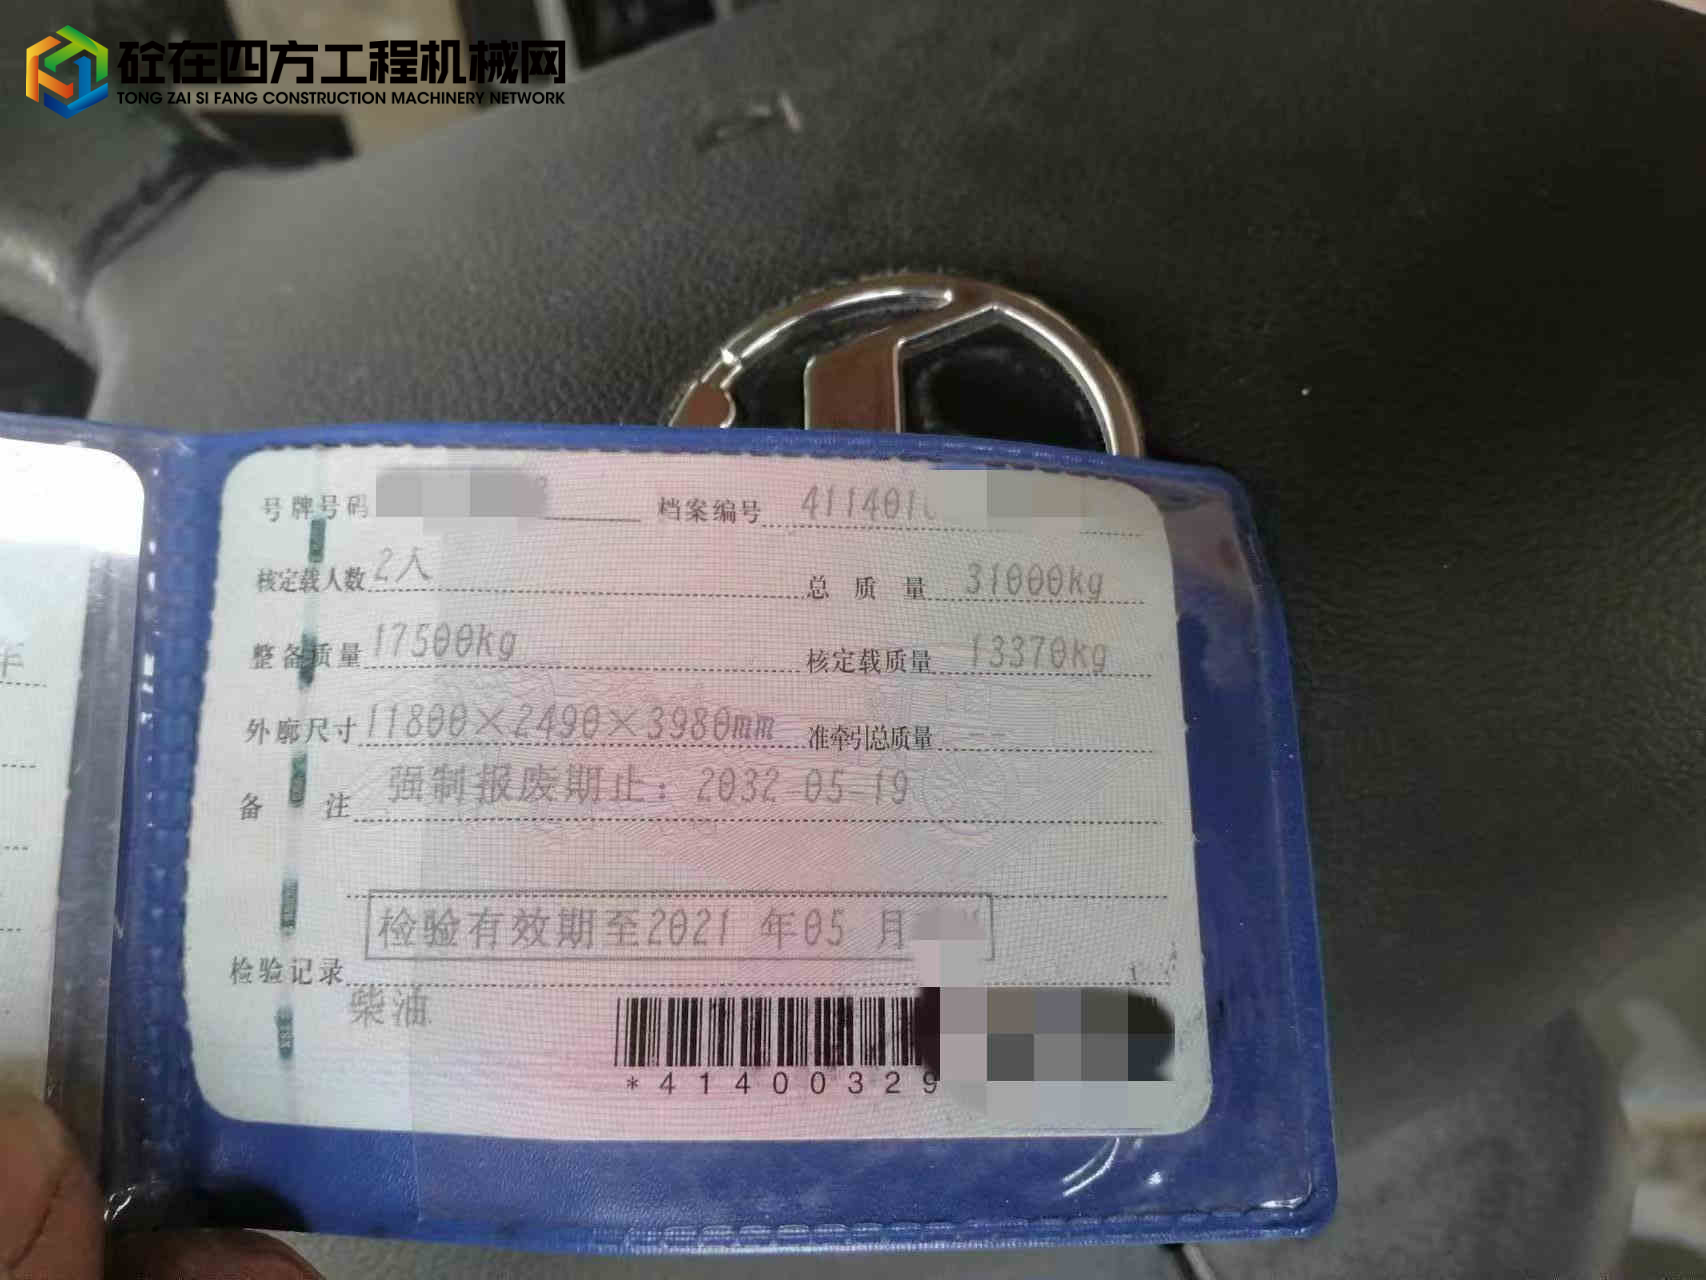 砼在四方工程机械网
TONG ZAI SI FANG CONSTRUCTION MACHINERY NETWORK
号牌号码 档案编号 411401
核定载人数 2人 总质量 31000kg
整备质量 17500kg 核定载质量 13370kg
外廓尺寸 11800×2490×3980mm 准牵引总质量 --
备注 强制报废期止：2032-05-19
检验有效期至2021 年05 月
检验记录
柴油
*41400329